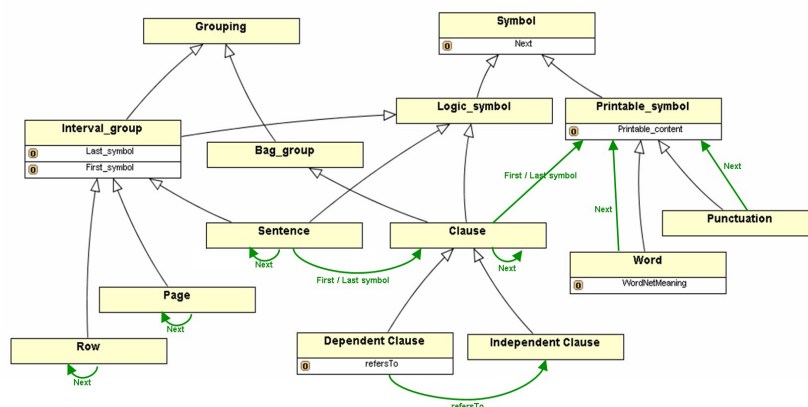 Grouping
Symbol
Next
Interval_group
Last_symbol
First_symbol
Bag_group
Logic_symbol
Printable_symbol
Printable_content
First / Last symbol
Next
Next
Punctuation
Sentence
Next
First / Last symbol
Clause
Next
Word
WordNetMeaning
Page
Next
Row
Next
Dependent Clause
refersTo
Independent Clause
refersTo